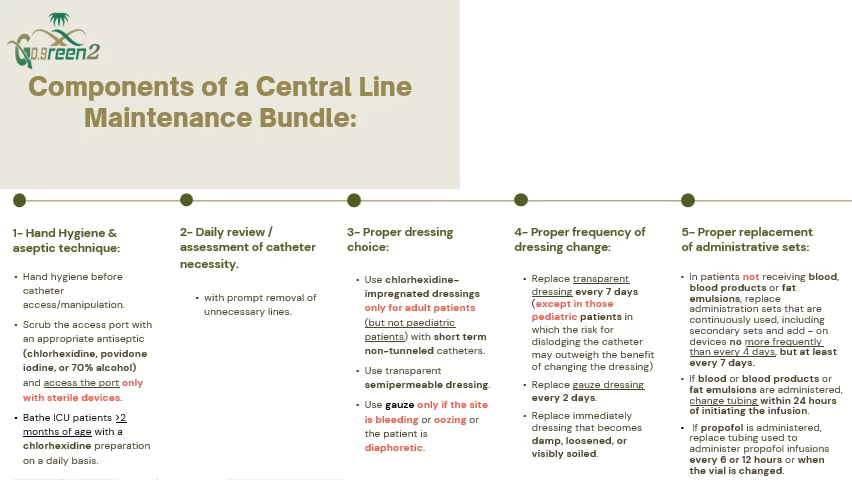 Go.green2
Components of a Central Line
Maintenance Bundle:
1- Hand Hygiene &
aseptic technique:
• Hand hygiene before
catheter
access/manipulation.
• Scrub the access port with
an appropriate antiseptic
(chlorhexidine, povidone
iodine, or 70% alcohol)
and access the port only
with sterile devices.
• Bathe ICU patients >2
months of age with a
chlorhexidine preparation
on a daily basis.
2- Daily review /
assessment of catheter
necessity.
• with prompt removal of
unnecessary lines.
3- Proper dressing
choice:
• Use chlorhexidine-
impregnated dressings
only for adult patients
(but not paediatric
patients) with short term
non-tunneled catheters.
• Use transparent
semipermeable dressing.
• Use gauze only if the site
is bleeding or oozing or
the patient is
diaphoretic.
4- Proper frequency of
dressing change:
• Replace transparent
dressing every 7 days
(except in those
pediatric patients in
which the risk for
dislodging the catheter
may outweigh the benefit
of changing the dressing)
• Replace gauze dressing
every 2 days.
• Replace immediately
dressing that becomes
damp, loosened, or
visibly soiled.
5- Proper replacement
of administrative sets:
• In patients not receiving blood,
blood products or fat
emulsions, replace
administration sets that are
continuously used, including
secondary sets and add - on
devices no more frequently
than every 4 days, but at least
every 7 days.
• If blood or blood products or
fat emulsions are administered,
change tubing within 24 hours
of initiating the infusion.
• If propofol is administered,
replace tubing used to
administer propofol infusions
every 6 or 12 hours or when
the vial is changed.